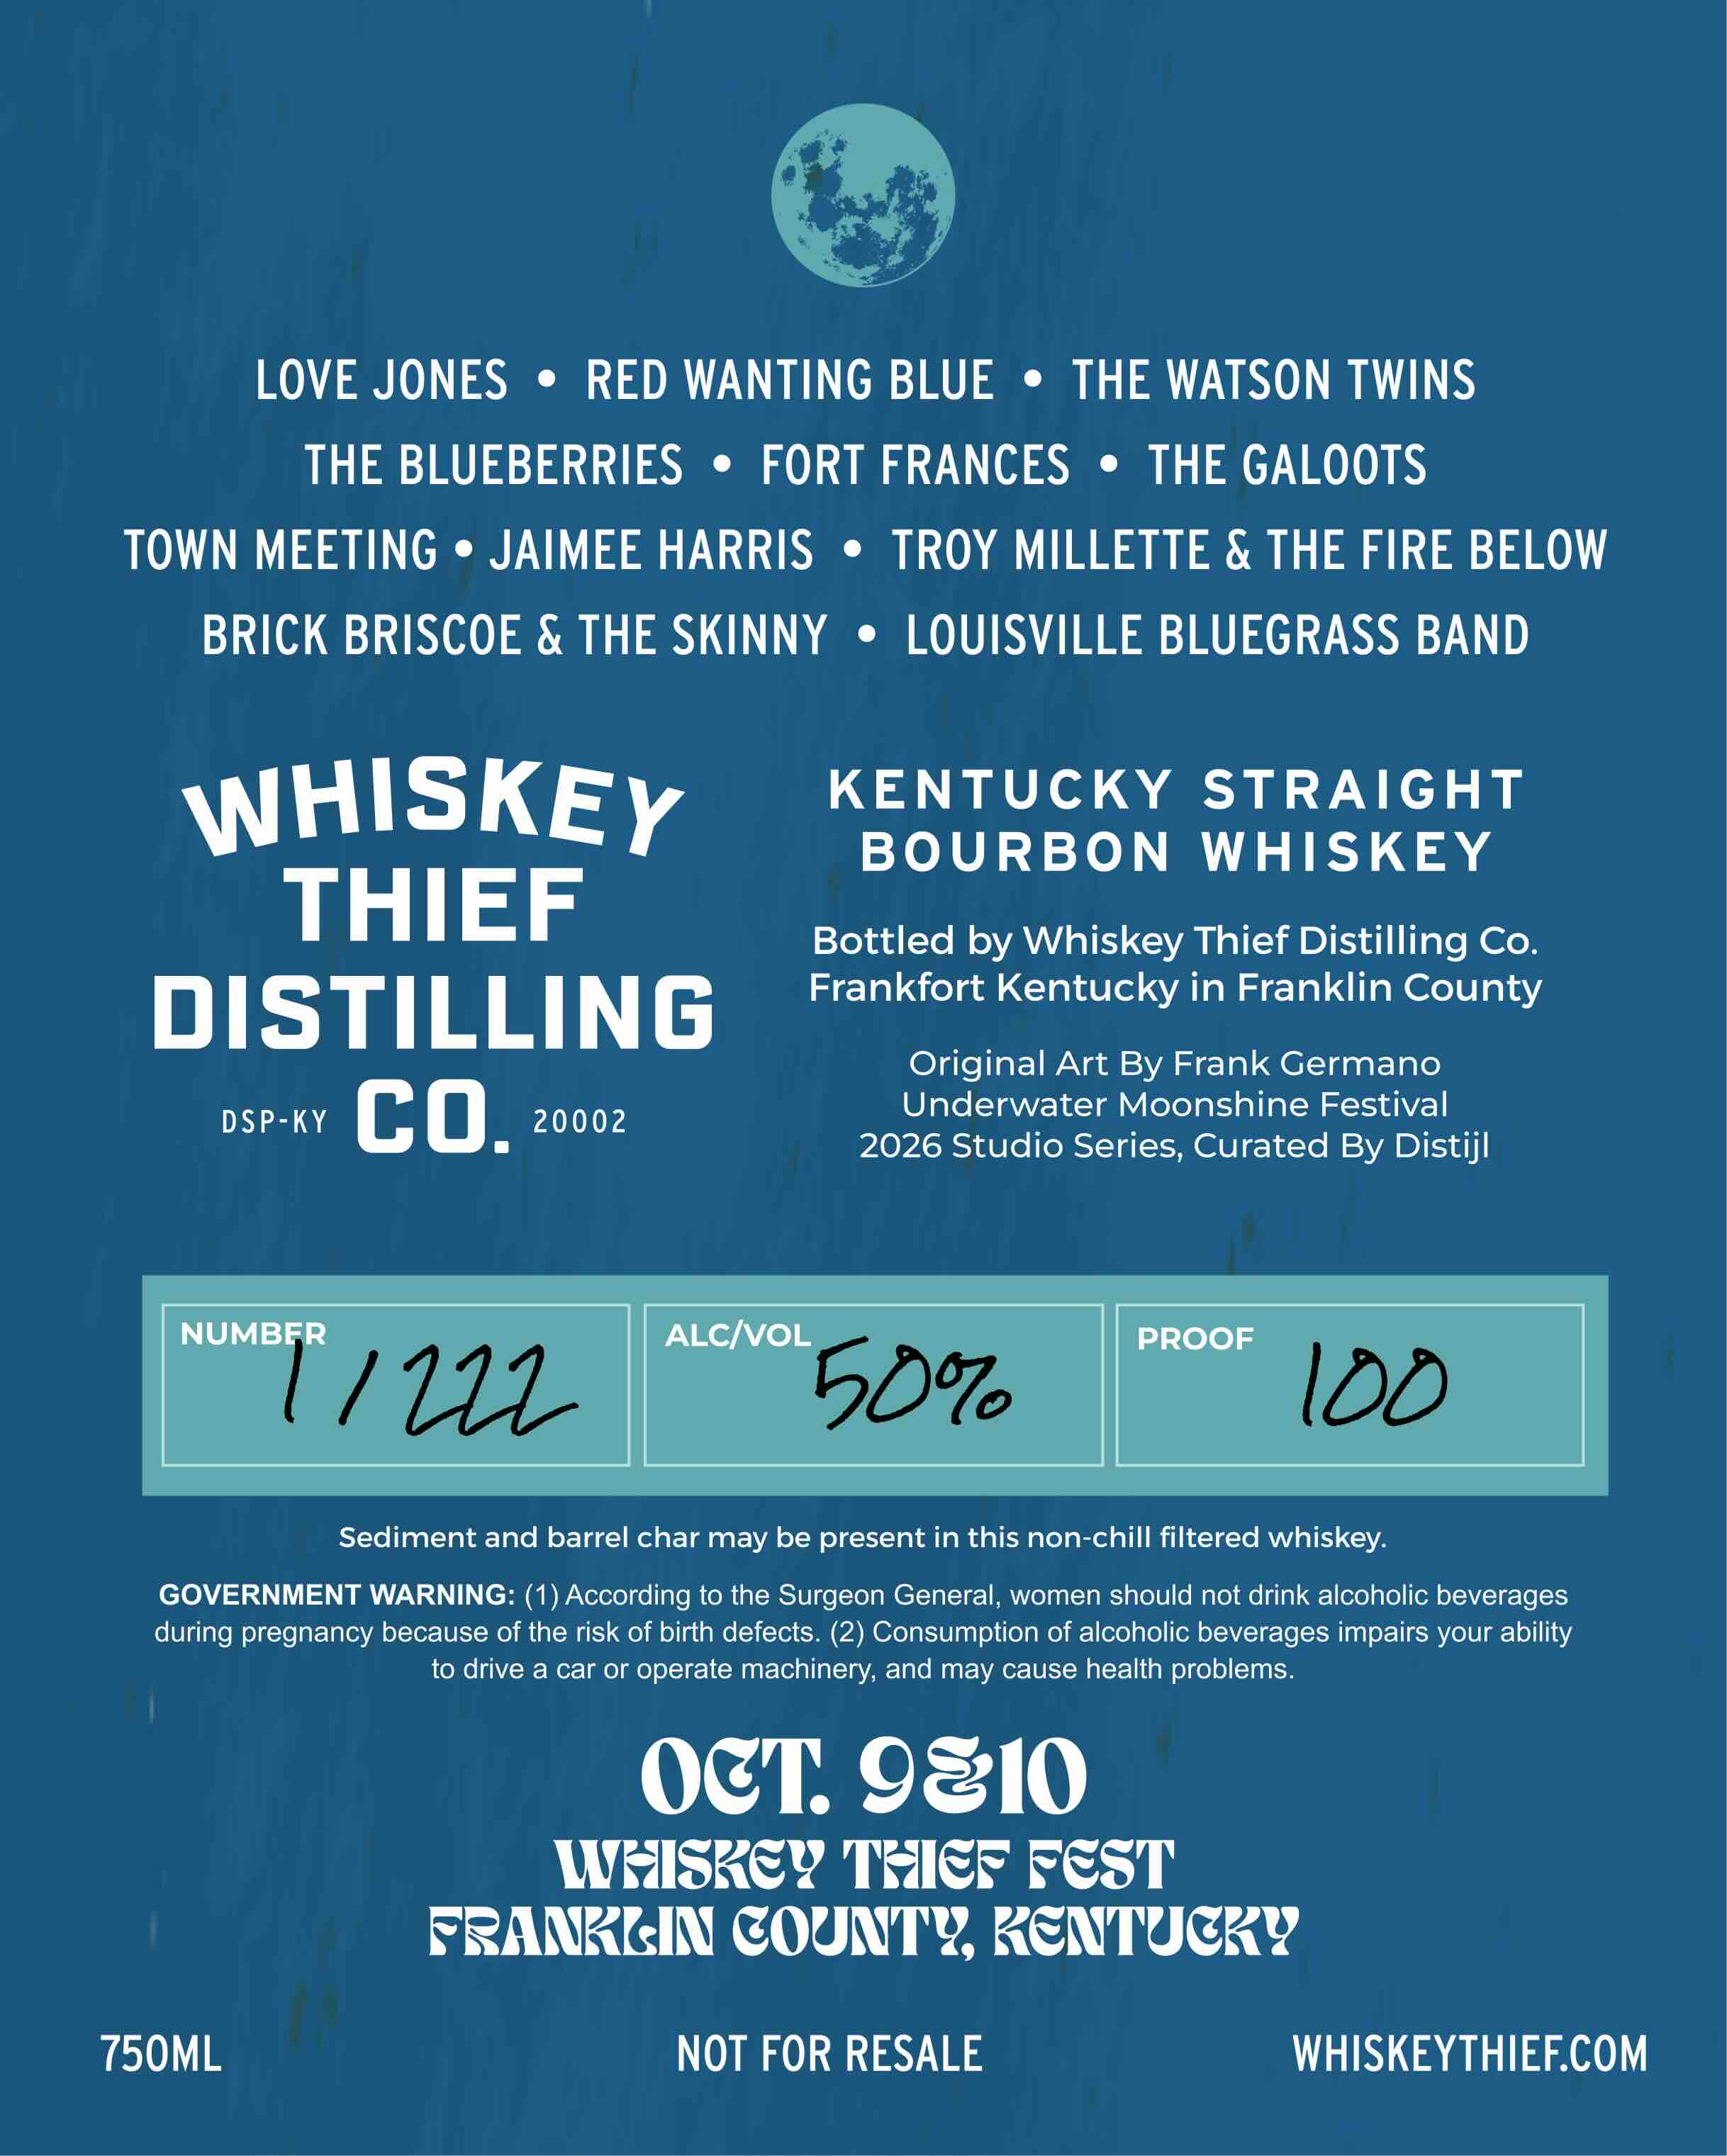 LOVE JONES • RED WANTING BLUE • THE WATSON TWINS
THE BLUEBERRIES • FORT FRANCES • THE GALOOTS
TOWN MEETING • JAIMEE HARRIS • TROY MILLETTE & THE FIRE BELOW
BRICK BRISCOE & THE SKINNY • LOUISVILLE BLUEGRASS BAND
WHISKEY
THIEF
DISTILLING
DSP-KY CO. 20002
KENTUCKY STRAIGHT
BOURBON WHISKEY
Bottled by Whiskey Thief Distilling Co.
Frankfort Kentucky in Franklin County
Original Art By Frank Germano
Underwater Moonshine Festival
2026 Studio Series, Curated By Distijl
NUMBER
1/222
ALC/VOL
50%
PROOF
100
Sediment and barrel char may be present in this non-chill filtered whiskey.
GOVERNMENT WARNING: (1) According to the Surgeon General, women should not drink alcoholic beverages
during pregnancy because of the risk of birth defects. (2) Consumption of alcoholic beverages impairs your ability
to drive a car or operate machinery, and may cause health problems.
OCT. 9&10
WHISKEY THIEF FEST
FRANKLIN COUNTY, KENTUCKY
750ML
NOT FOR RESALE
WHISKEYTHIEF.COM